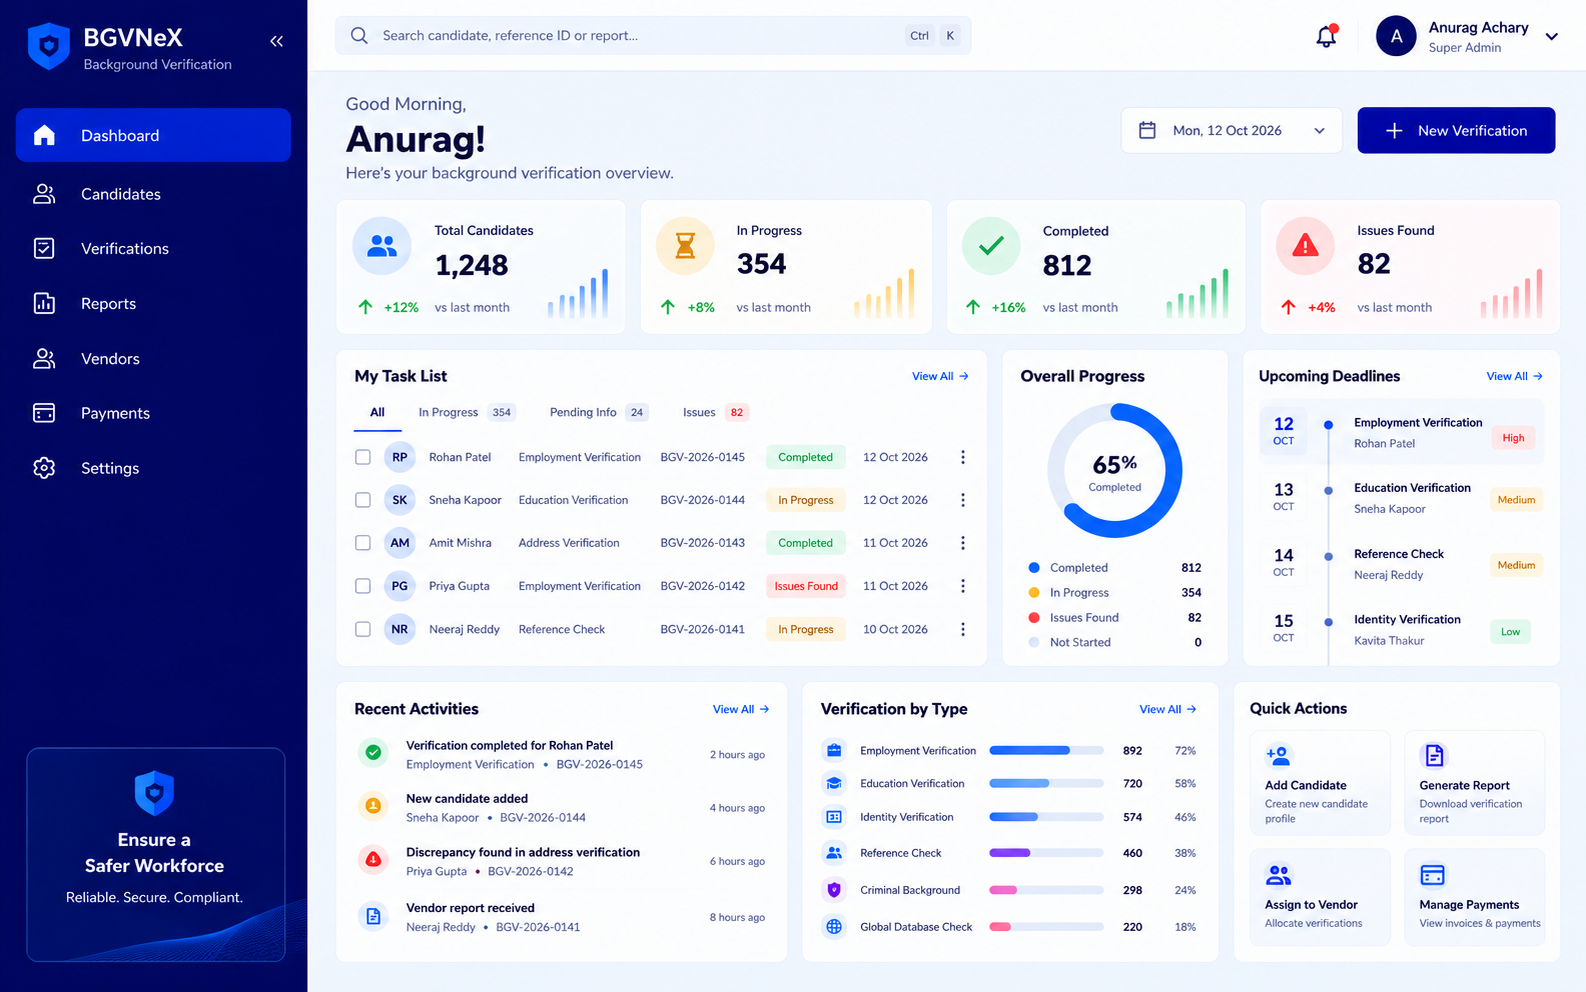 BGVNeX
Background Verification
Dashboard
Candidates
Verifications
Reports
Vendors
Payments
Settings
Ensure a
Safer Workforce
Reliable. Secure. Compliant.
Search candidate, reference ID or report...
Ctrl K
A
Anurag Achary
Super Admin
Good Morning,
Anurag!
Here's your background verification overview.
Mon, 12 Oct 2026
New Verification
Total Candidates
1,248
+12% vs last month
In Progress
354
+8% vs last month
Completed
812
+16% vs last month
Issues Found
82
+4% vs last month
My Task List
View All →
All In Progress 354 Pending Info 24 Issues 82
RP Rohan Patel Employment Verification BGV-2026-0145 Completed 12 Oct 2026
SK Sneha Kapoor Education Verification BGV-2026-0144 In Progress 12 Oct 2026
AM Amit Mishra Address Verification BGV-2026-0143 Completed 11 Oct 2026
PG Priya Gupta Employment Verification BGV-2026-0142 Issues Found 11 Oct 2026
NR Neeraj Reddy Reference Check BGV-2026-0141 In Progress 10 Oct 2026
Overall Progress
65%
Completed
Completed 812
In Progress 354
Issues Found 82
Not Started 0
Upcoming Deadlines
View All →
12 OCT
Employment Verification
Rohan Patel
High
13 OCT
Education Verification
Sneha Kapoor
Medium
14 OCT
Reference Check
Neeraj Reddy
Medium
15 OCT
Identity Verification
Kavita Thakur
Low
Recent Activities
View All →
Verification completed for Rohan Patel
Employment Verification • BGV-2026-0145
2 hours ago
New candidate added
Sneha Kapoor • BGV-2026-0144
4 hours ago
Discrepancy found in address verification
Priya Gupta • BGV-2026-0142
6 hours ago
Vendor report received
Neeraj Reddy • BGV-2026-0141
8 hours ago
Verification by Type
View All →
Employment Verification 892 72%
Education Verification 720 58%
Identity Verification 574 46%
Reference Check 460 38%
Criminal Background 298 24%
Global Database Check 220 18%
Quick Actions
Add Candidate
Create new candidate
profile
Generate Report
Download verification
report
Assign to Vendor
Allocate verifications
Manage Payments
View invoices & payments